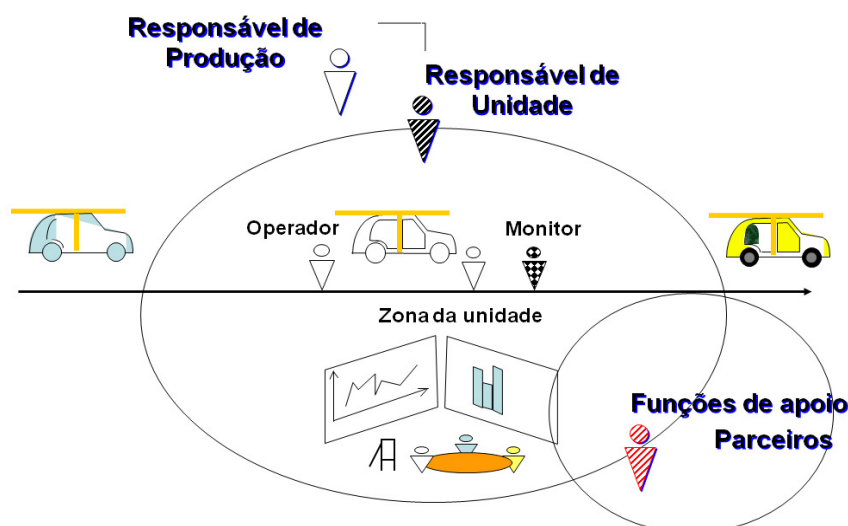 Responsável de
Produção
Responsável de
Unidade
Operador
Monitor
Zona da unidade
Funções de apoio
Parceiros